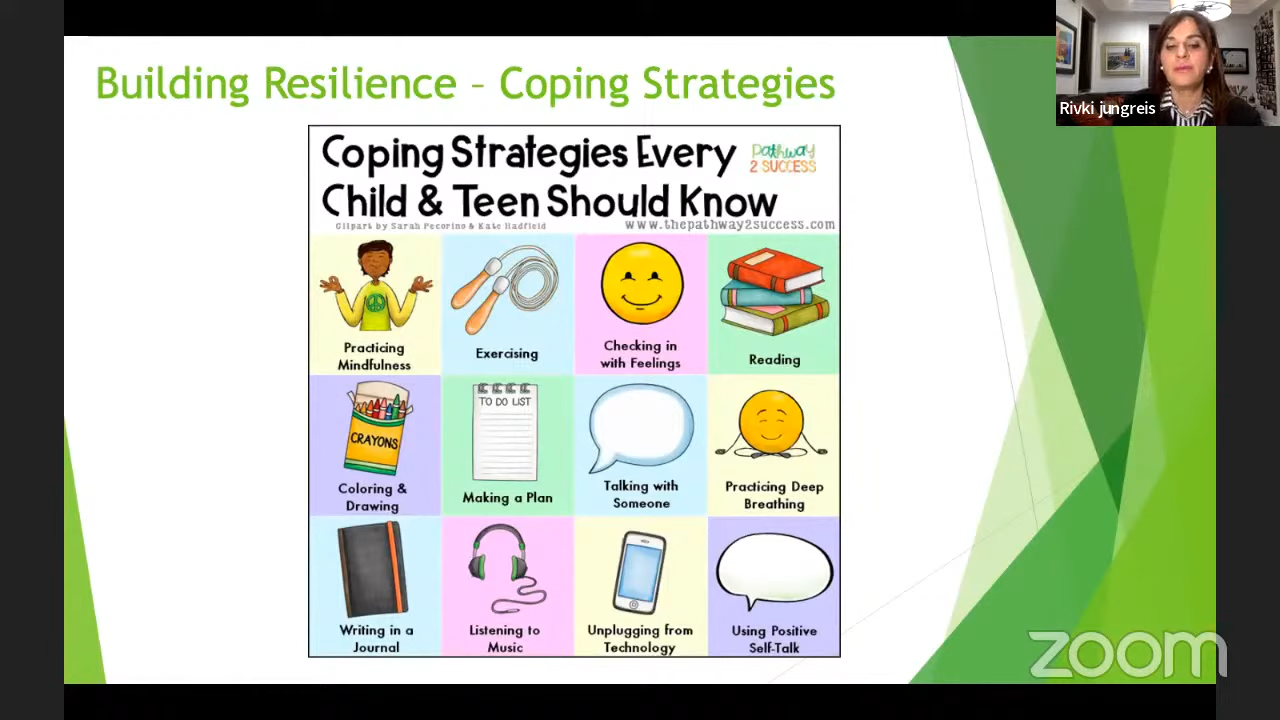 Building Resilience – Coping Strategies
Rivki jungreis
Coping Strategies Every
Child & Teen Should Know
pathway
2 SUCCESS
Clipart by Sarah Pecorino & Kate Hadfield
www.thepathway2success.com
Practicing
Mindfulness
Exercising
Checking in
with Feelings
Reading
CRAYONS
Coloring &
Drawing
TO DO LIST
Making a Plan
Talking with
Someone
Practicing Deep
Breathing
Writing in a
Journal
Listening to
Music
Unplugging from
Technology
Using Positive
Self-Talk
zoom